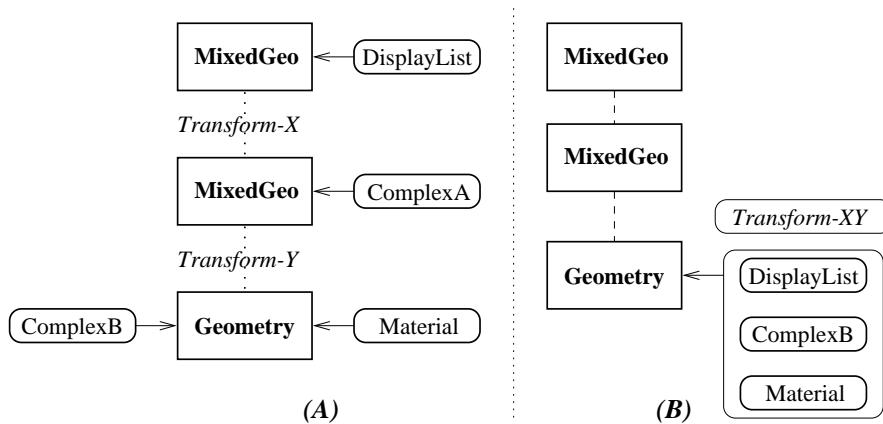 MixedGeo
DisplayList
Transform-X
MixedGeo
ComplexA
Transform-Y
ComplexB
Geometry
Material
(A)
MixedGeo
MixedGeo
Transform-XY
Geometry
DisplayList
ComplexB
Material
(B)